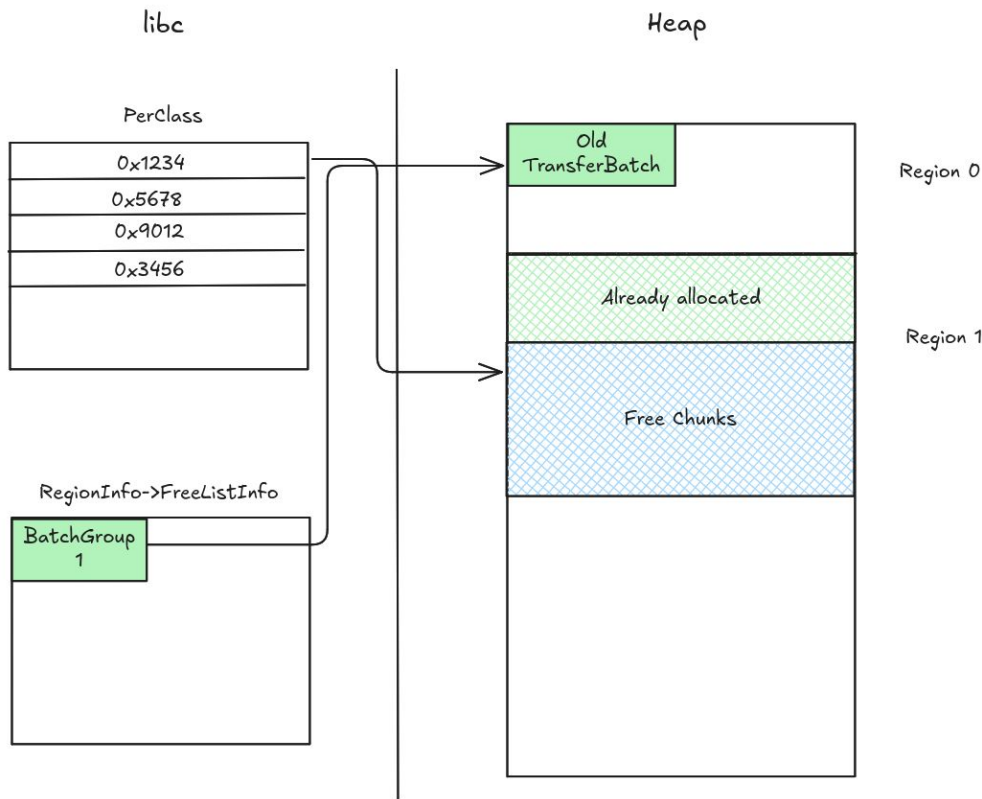 libc
Heap
PerClass
0x1234
0x5678
0x9012
0x3456
Old
TransferBatch
Region 0
Already allocated
Region 1
Free Chunks
RegionInfo->FreeListInfo
BatchGroup
1